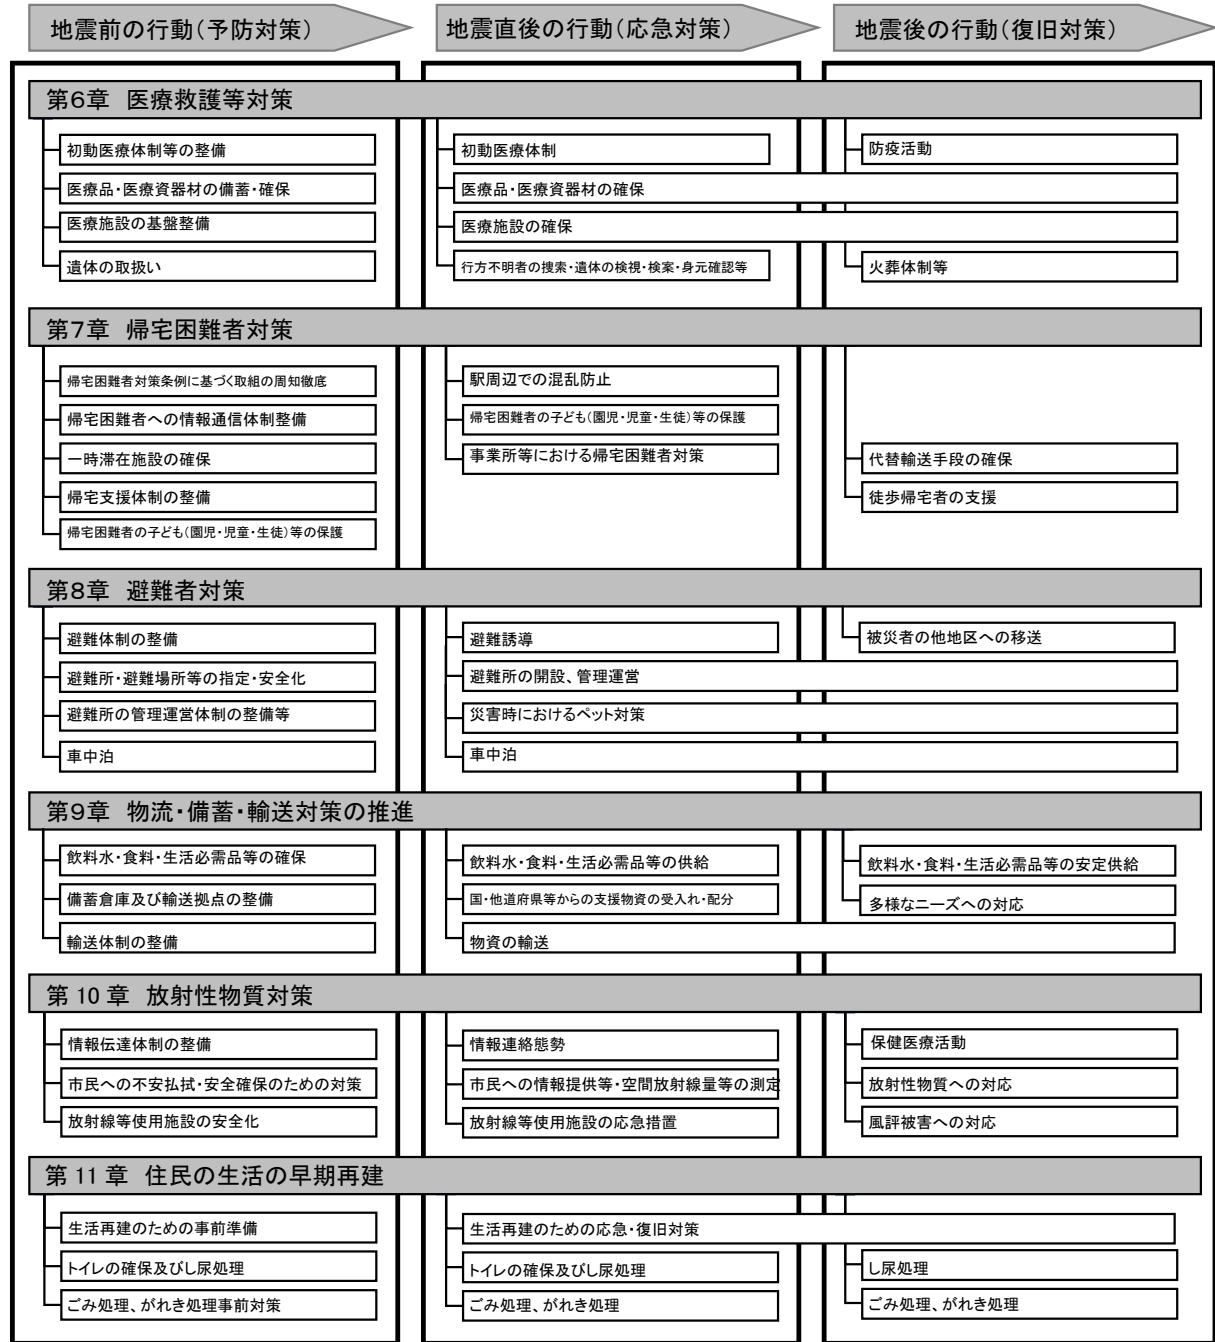 地震前の行動(予防対策)
地震直後の行動(応急対策)
地震後の行動(復旧対策)
第6章 医療救護等対策
初動医療体制等の整備
初動医療体制
防疫活動
医療品・医療資器材の備蓄・確保
医療品・医療資器材の確保
医療施設の基盤整備
医療施設の確保
遺体の取扱い
行方不明者の捜索・遺体の検視・検案・身元確認等
火葬体制等
第7章 帰宅困難者対策
帰宅困難者対策条例に基づく取組の周知徹底
駅周辺での混乱防止
帰宅困難者への情報通信体制整備
帰宅困難者の子ども(園児・児童・生徒)等の保護
一時滞在施設の確保
事業所等における帰宅困難者対策
代替輸送手段の確保
帰宅支援体制の整備
徒歩帰宅者の支援
帰宅困難者の子ども(園児・児童・生徒)等の保護
第8章 避難者対策
避難体制の整備
避難誘導
被災者の他地区への移送
避難所・避難場所等の指定・安全化
避難所の開設、管理運営
避難所の管理運営体制の整備等
災害時におけるペット対策
車中泊
車中泊
第9章 物流・備蓄・輸送対策の推進
飲料水・食料・生活必需品等の確保
飲料水・食料・生活必需品等の供給
飲料水・食料・生活必需品等の安定供給
備蓄倉庫及び輸送拠点の整備
国・他道府県等からの支援物資の受入れ・配分
多様なニーズへの対応
輸送体制の整備
物資の輸送
第 10 章 放射性物質対策
情報伝達体制の整備
情報連絡態勢
保健医療活動
市民への不安払拭・安全確保のための対策
市民への情報提供等・空間放射線量等の測定
放射性物質への対応
放射線等使用施設の安全化
放射線等使用施設の応急措置
風評被害への対応
第 11 章 住民の生活の早期再建
生活再建のための事前準備
生活再建のための応急・復旧対策
トイレの確保及びし尿処理
トイレの確保及びし尿処理
し尿処理
ごみ処理、がれき処理事前対策
ごみ処理、がれき処理
ごみ処理、がれき処理